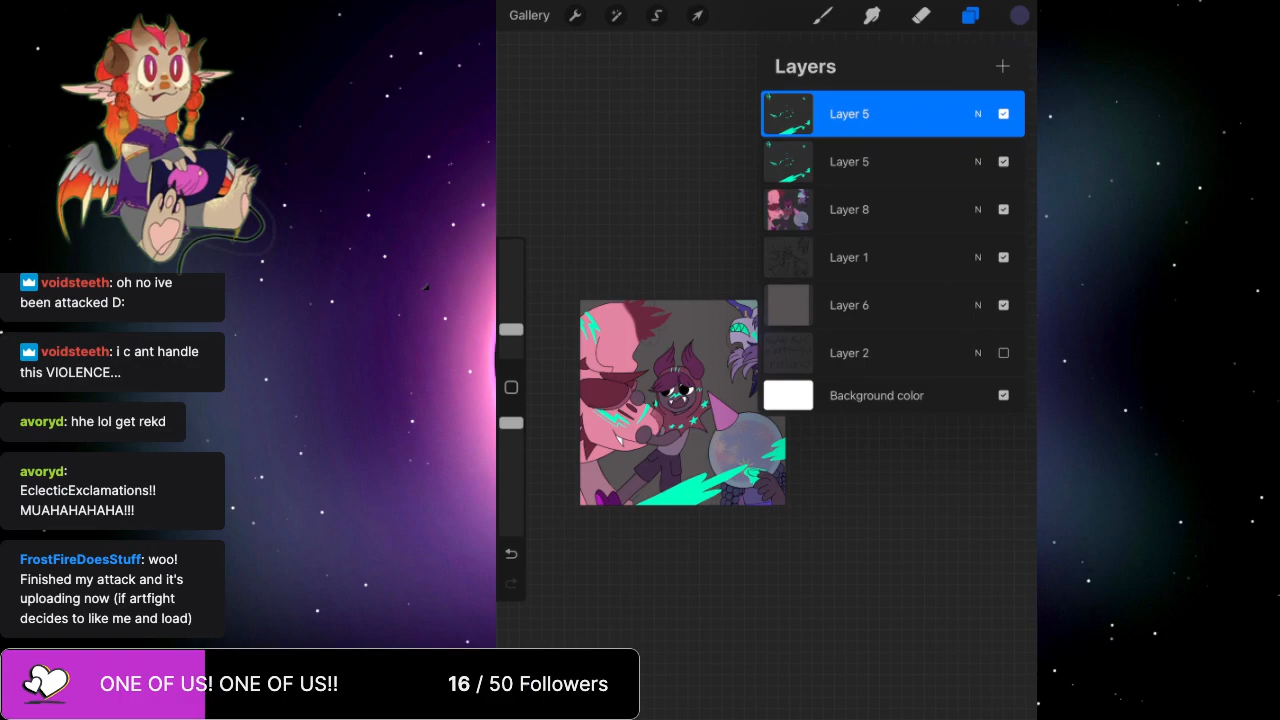 Gallery
Layers
Layer 5 N
Layer 5 N
Layer 8 N
Layer 1 N
Layer 6 N
Layer 2 N
Background color
voidsteeth: oh no ive
been attacked D:
voidsteeth: i c ant handle
this VIOLENCE...
avoryd: hhe lol get rekd
avoryd:
EclecticExclamations!!
MUAHAHAHAHA!!!
FrostFireDoesStuff: woo!
Finished my attack and it's
uploading now (if artfight
decides to like me and load)
ONE OF US! ONE OF US!! 16 / 50 Followers